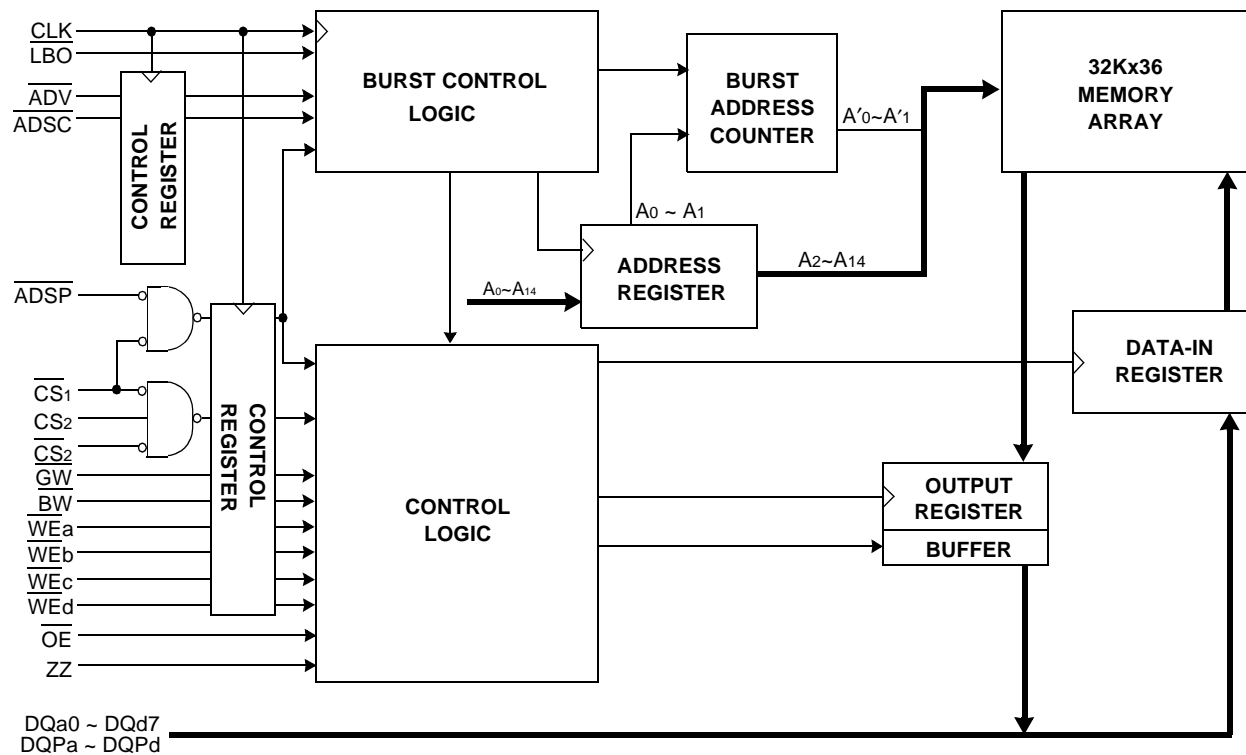 CLK
LBO
ADV
ADSC
CONTROL
REGISTER
BURST CONTROL
LOGIC
BURST
ADDRESS
COUNTER
A′0~A′1
32Kx36
MEMORY
ARRAY
A0 ~ A1
ADDRESS
REGISTER
A2~A14
A0~A14
ADSP
CS1
CS2
CS2
GW
BW
WEa
WEb
WEc
WEd
OE
ZZ
CONTROL
REGISTER
CONTROL
LOGIC
DATA-IN
REGISTER
OUTPUT
REGISTER
BUFFER
DQa0 ~ DQd7
DQPa ~ DQPd